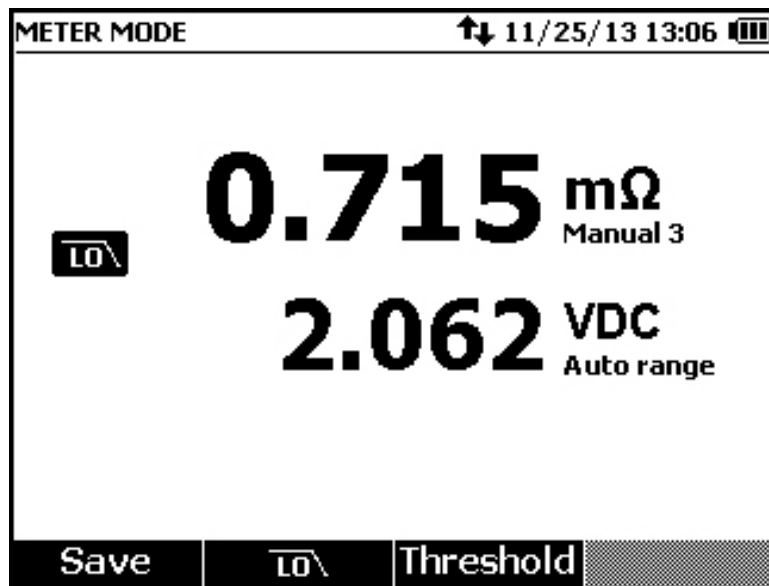 METER MODE 11/25/13 13:06
0.715 mΩ
Manual 3
LO
2.062 VDC
Auto range
Save LO Threshold